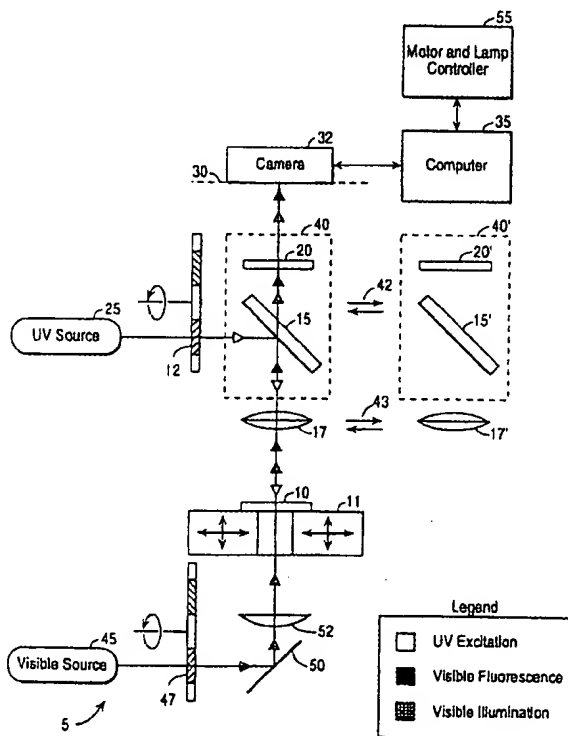 55
Motor and Lamp
Controller
35
32
Camera
Computer
30
40
40'
20
20'
42
25
15
15'
UV Source
12
43
17
17'
10
11
45
52
Visible Source
50
47
5
Legend
UV Excitation
Visible Fluorescence
Visible Illumination